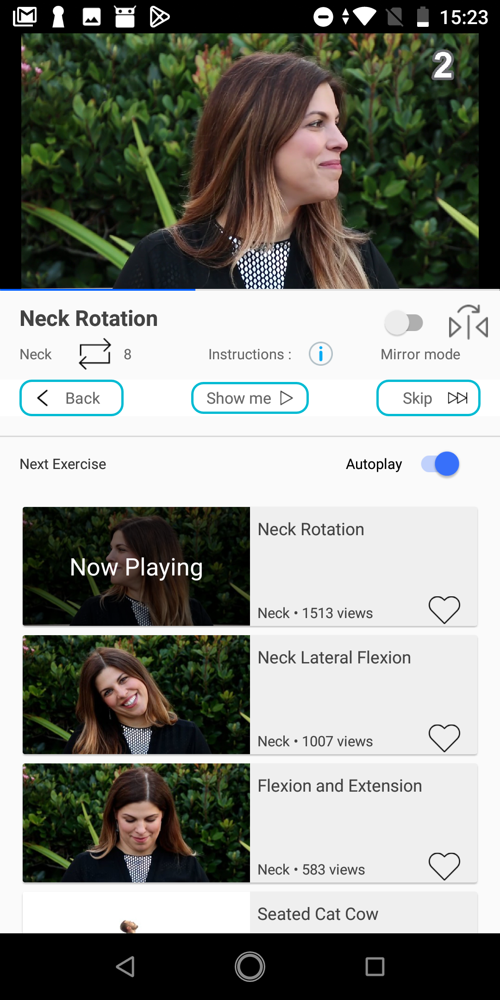 15:23
2
Neck Rotation
Neck 8 Instructions : i Mirror mode
Back Show me Skip
Next Exercise Autoplay
Now Playing
Neck Rotation
Neck • 1513 views
Neck Lateral Flexion
Neck • 1007 views
Flexion and Extension
Neck • 583 views
Seated Cat Cow